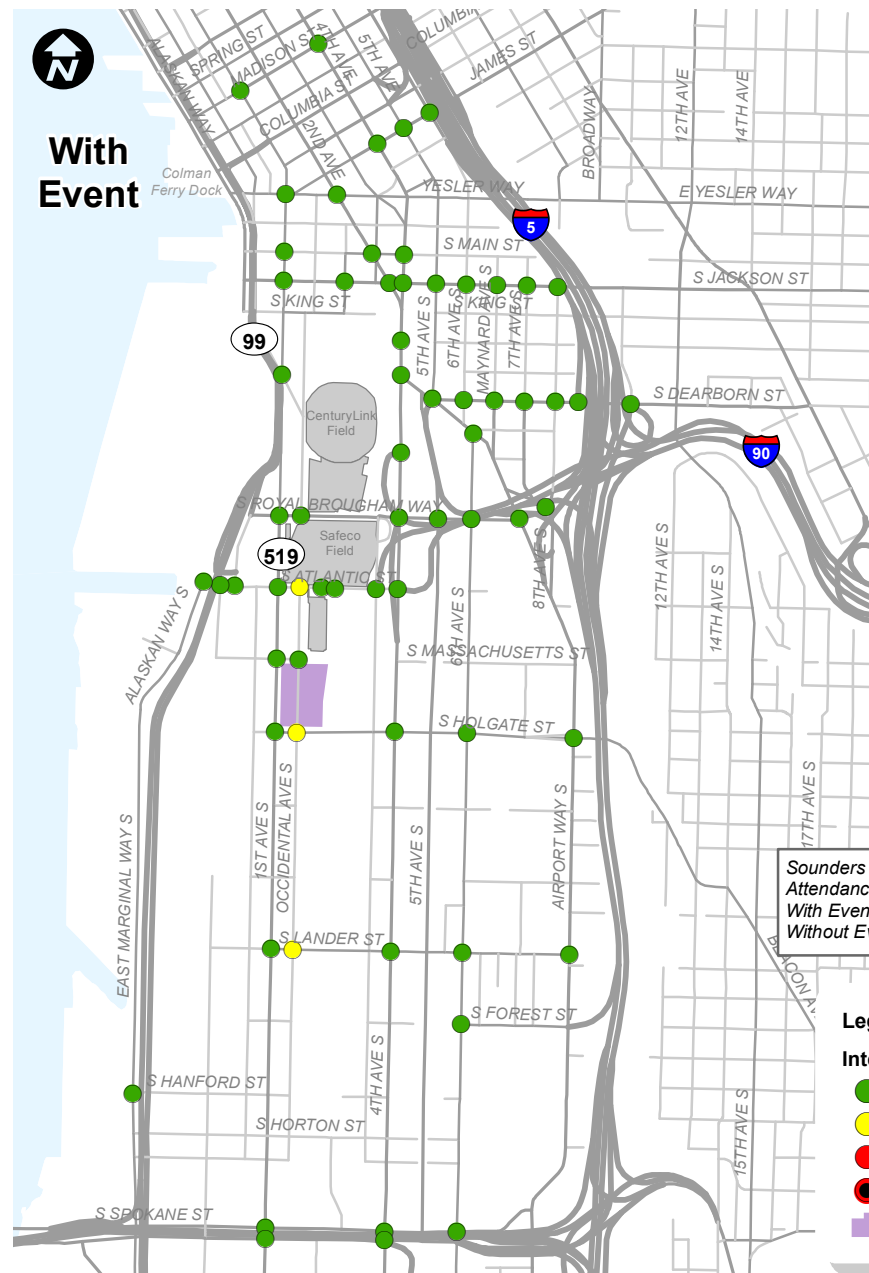 N
With
Event
ALASKAN WAY
SPRING ST
MADISON ST
COLUMBIA ST
4TH AVE
5TH AVE
2ND AVE
COLUMBI
JAMES ST
BROADWAY
12TH AVE
14TH AVE
Colman
Ferry Dock
YESLER WAY
E YESLER WAY
5
S MAIN ST
S JACKSON ST
S KING ST
S KING ST
5TH AVE S
6TH AVE S
MAYNARD AVE S
7TH AVE S
99
S DEARBORN ST
CenturyLink
Field
90
S ROYAL BROUGHAM WAY
Safeco
Field
519
S ATLANTIC ST
8TH AVE S
12TH AVE S
14TH AVE S
ALASKAN WAY S
6TH AVE S
S MASSACHUSETTS ST
S HOLGATE ST
1ST AVE S
OCCIDENTAL AVE S
5TH AVE S
AIRPORT WAY S
17TH AVE S
EAST MARGINAL WAY S
Sounders
Attendanc
With Even
Without Ev
S LANDER ST
BEACON AV
S FOREST ST
Leg
Inte
4TH AVE S
S HANFORD ST
S HORTON ST
15TH AVE S
S SPOKANE ST